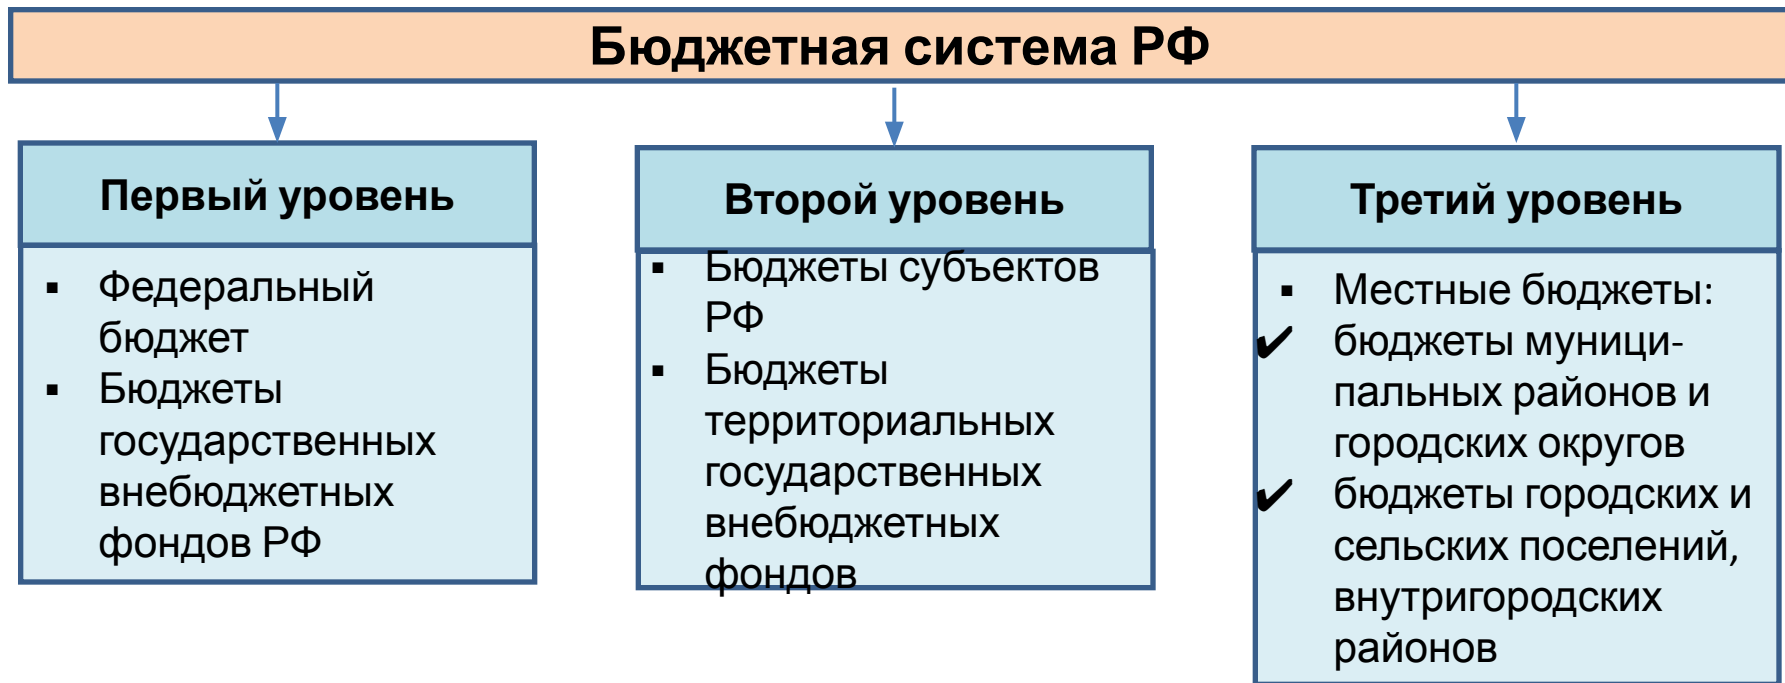 Бюджетная система РФ
Первый уровень
▪ Федеральный
бюджет
▪ Бюджеты
государственных
внебюджетных
фондов РФ
Второй уровень
▪ Бюджеты субъектов
РФ
▪ Бюджеты
территориальных
государственных
внебюджетных
фондов
Третий уровень
▪ Местные бюджеты:
✔ бюджеты муници-
пальных районов и
городских округов
✔ бюджеты городских и
сельских поселений,
внутригородских
районов